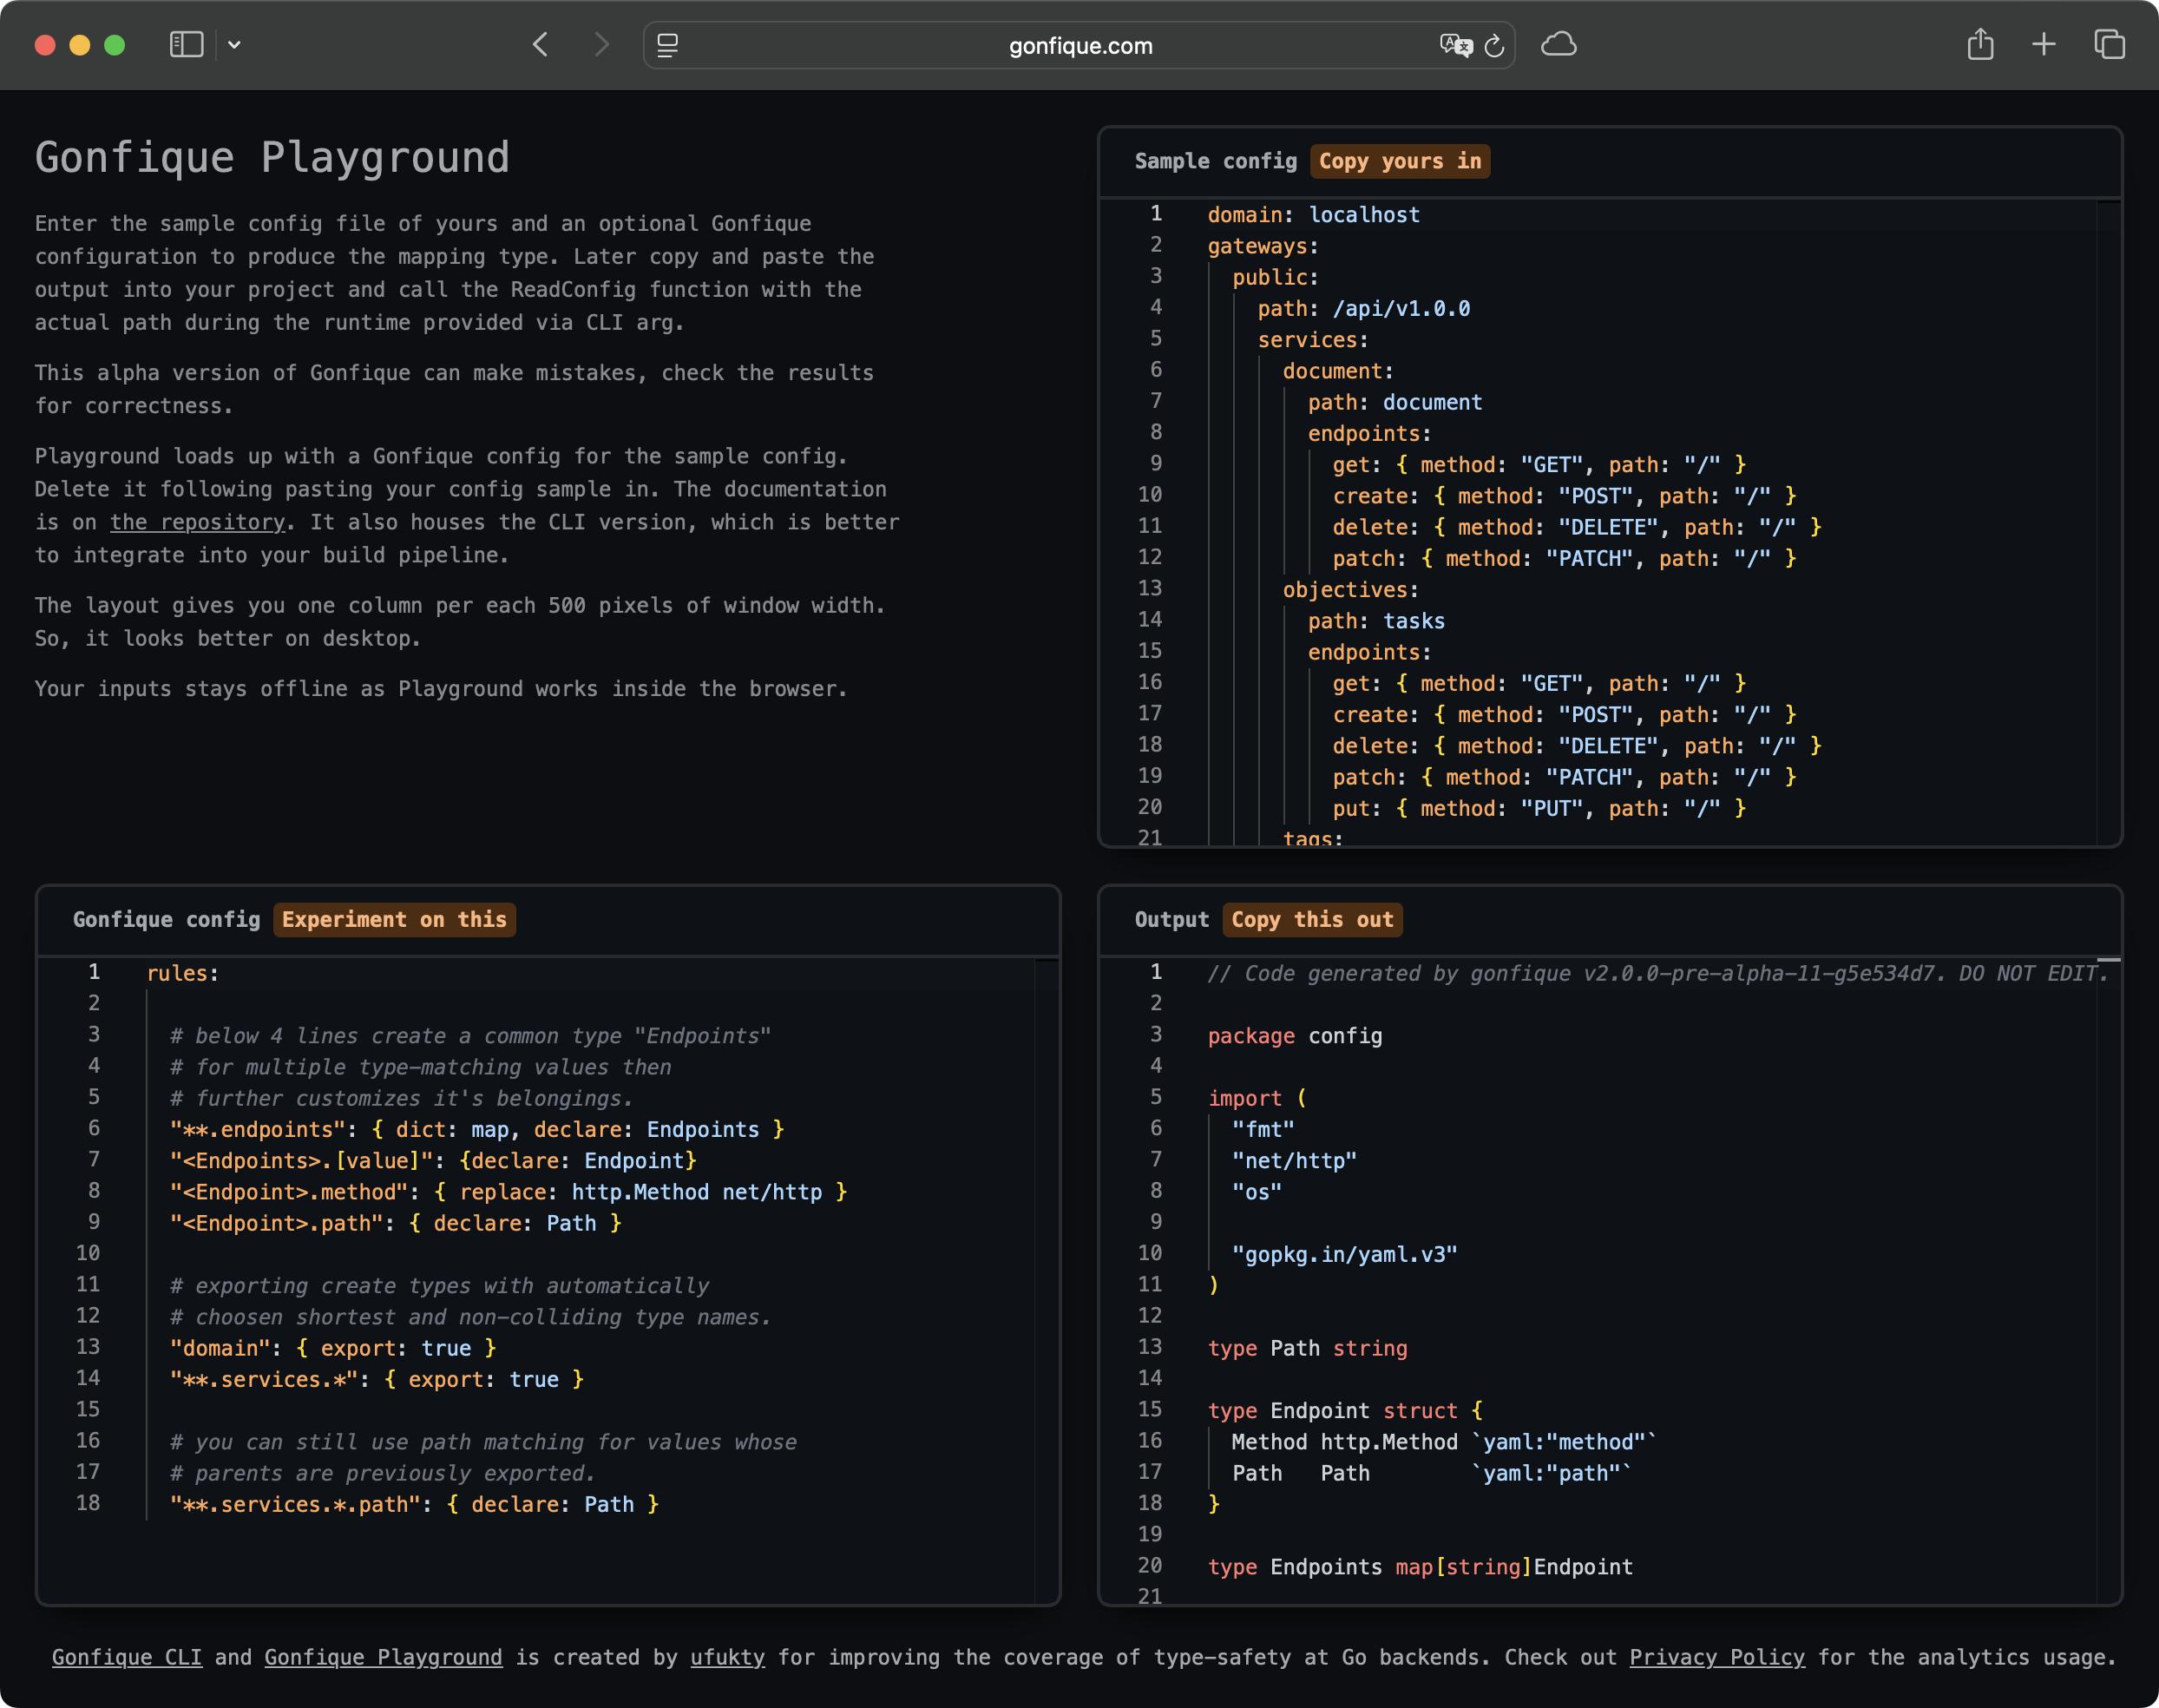 gonfique.com
Gonfique Playground
Enter the sample config file of yours and an optional Gonfique
configuration to produce the mapping type. Later copy and paste the
output into your project and call the ReadConfig function with the
actual path during the runtime provided via CLI arg.
This alpha version of Gonfique can make mistakes, check the results
for correctness.
Playground loads up with a Gonfique config for the sample config.
Delete it following pasting your config sample in. The documentation
is on the repository. It also houses the CLI version, which is better
to integrate into your build pipeline.
The layout gives you one column per each 500 pixels of window width.
So, it looks better on desktop.
Your inputs stays offline as Playground works inside the browser.
Sample config Copy yours in
1 domain: localhost
2 gateways:
3 public:
4 path: /api/v1.0.0
5 services:
6 document:
7 path: document
8 endpoints:
9 get: { method: "GET", path: "/" }
10 create: { method: "POST", path: "/" }
11 delete: { method: "DELETE", path: "/" }
12 patch: { method: "PATCH", path: "/" }
13 objectives:
14 path: tasks
15 endpoints:
16 get: { method: "GET", path: "/" }
17 create: { method: "POST", path: "/" }
18 delete: { method: "DELETE", path: "/" }
19 patch: { method: "PATCH", path: "/" }
20 put: { method: "PUT", path: "/" }
21 tags:
Gonfique config Experiment on this
1 rules:
2
3 # below 4 lines create a common type "Endpoints"
4 # for multiple type-matching values then
5 # further customizes it's belongings.
6 "**.endpoints": { dict: map, declare: Endpoints }
7 "<Endpoints>.[value]": {declare: Endpoint}
8 "<Endpoint>.method": { replace: http.Method net/http }
9 "<Endpoint>.path": { declare: Path }
10
11 # exporting create types with automatically
12 # choosen shortest and non-colliding type names.
13 "domain": { export: true }
14 "**.services.*": { export: true }
15
16 # you can still use path matching for values whose
17 # parents are previously exported.
18 "**.services.*.path": { declare: Path }
Output Copy this out
1 // Code generated by gonfique v2.0.0-pre-alpha-11-g5e534d7. DO NOT EDIT.
2
3 package config
4
5 import (
6 "fmt"
7 "net/http"
8 "os"
9
10 "gopkg.in/yaml.v3"
11 )
12
13 type Path string
14
15 type Endpoint struct {
16 Method http.Method `yaml:"method"`
17 Path Path `yaml:"path"`
18 }
19
20 type Endpoints map[string]Endpoint
21
Gonfique CLI and Gonfique Playground is created by ufukty for improving the coverage of type-safety at Go backends. Check out Privacy Policy for the analytics usage.